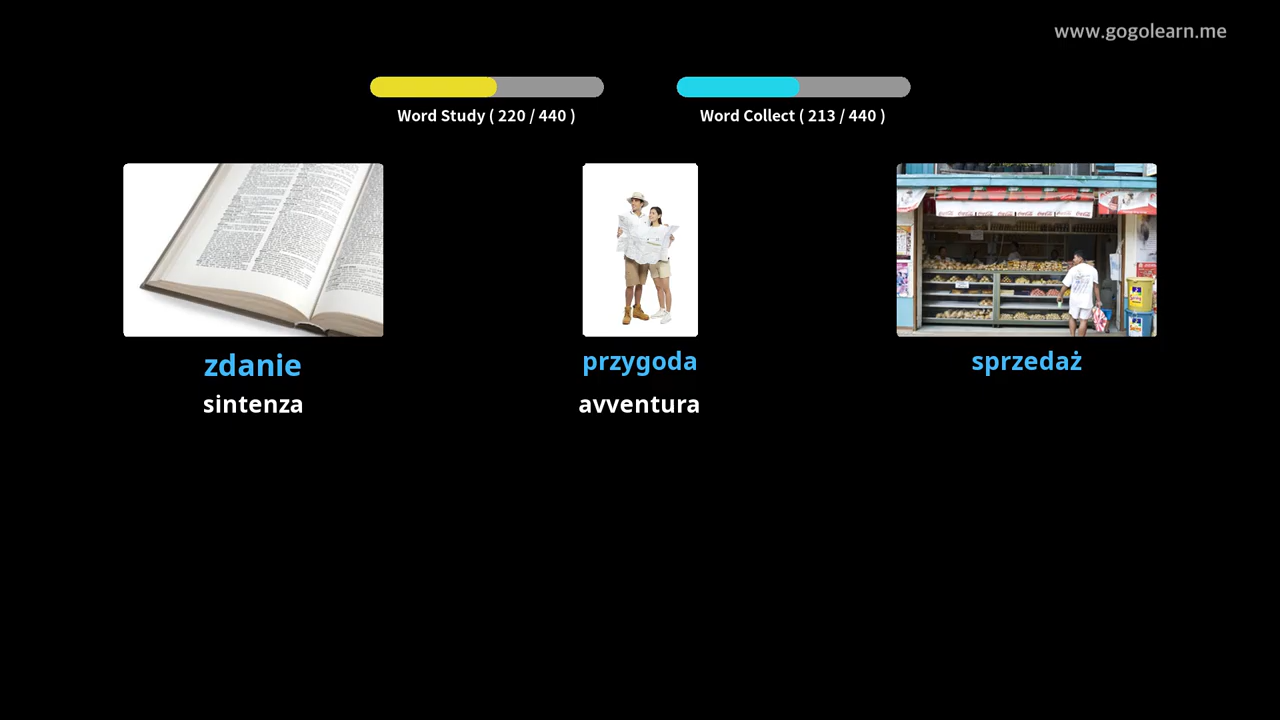 www.gogolearn.me
Word Study ( 220 / 440 )
Word Collect ( 213 / 440 )
zdanie
sintenza
przygoda
avventura
sprzedaż